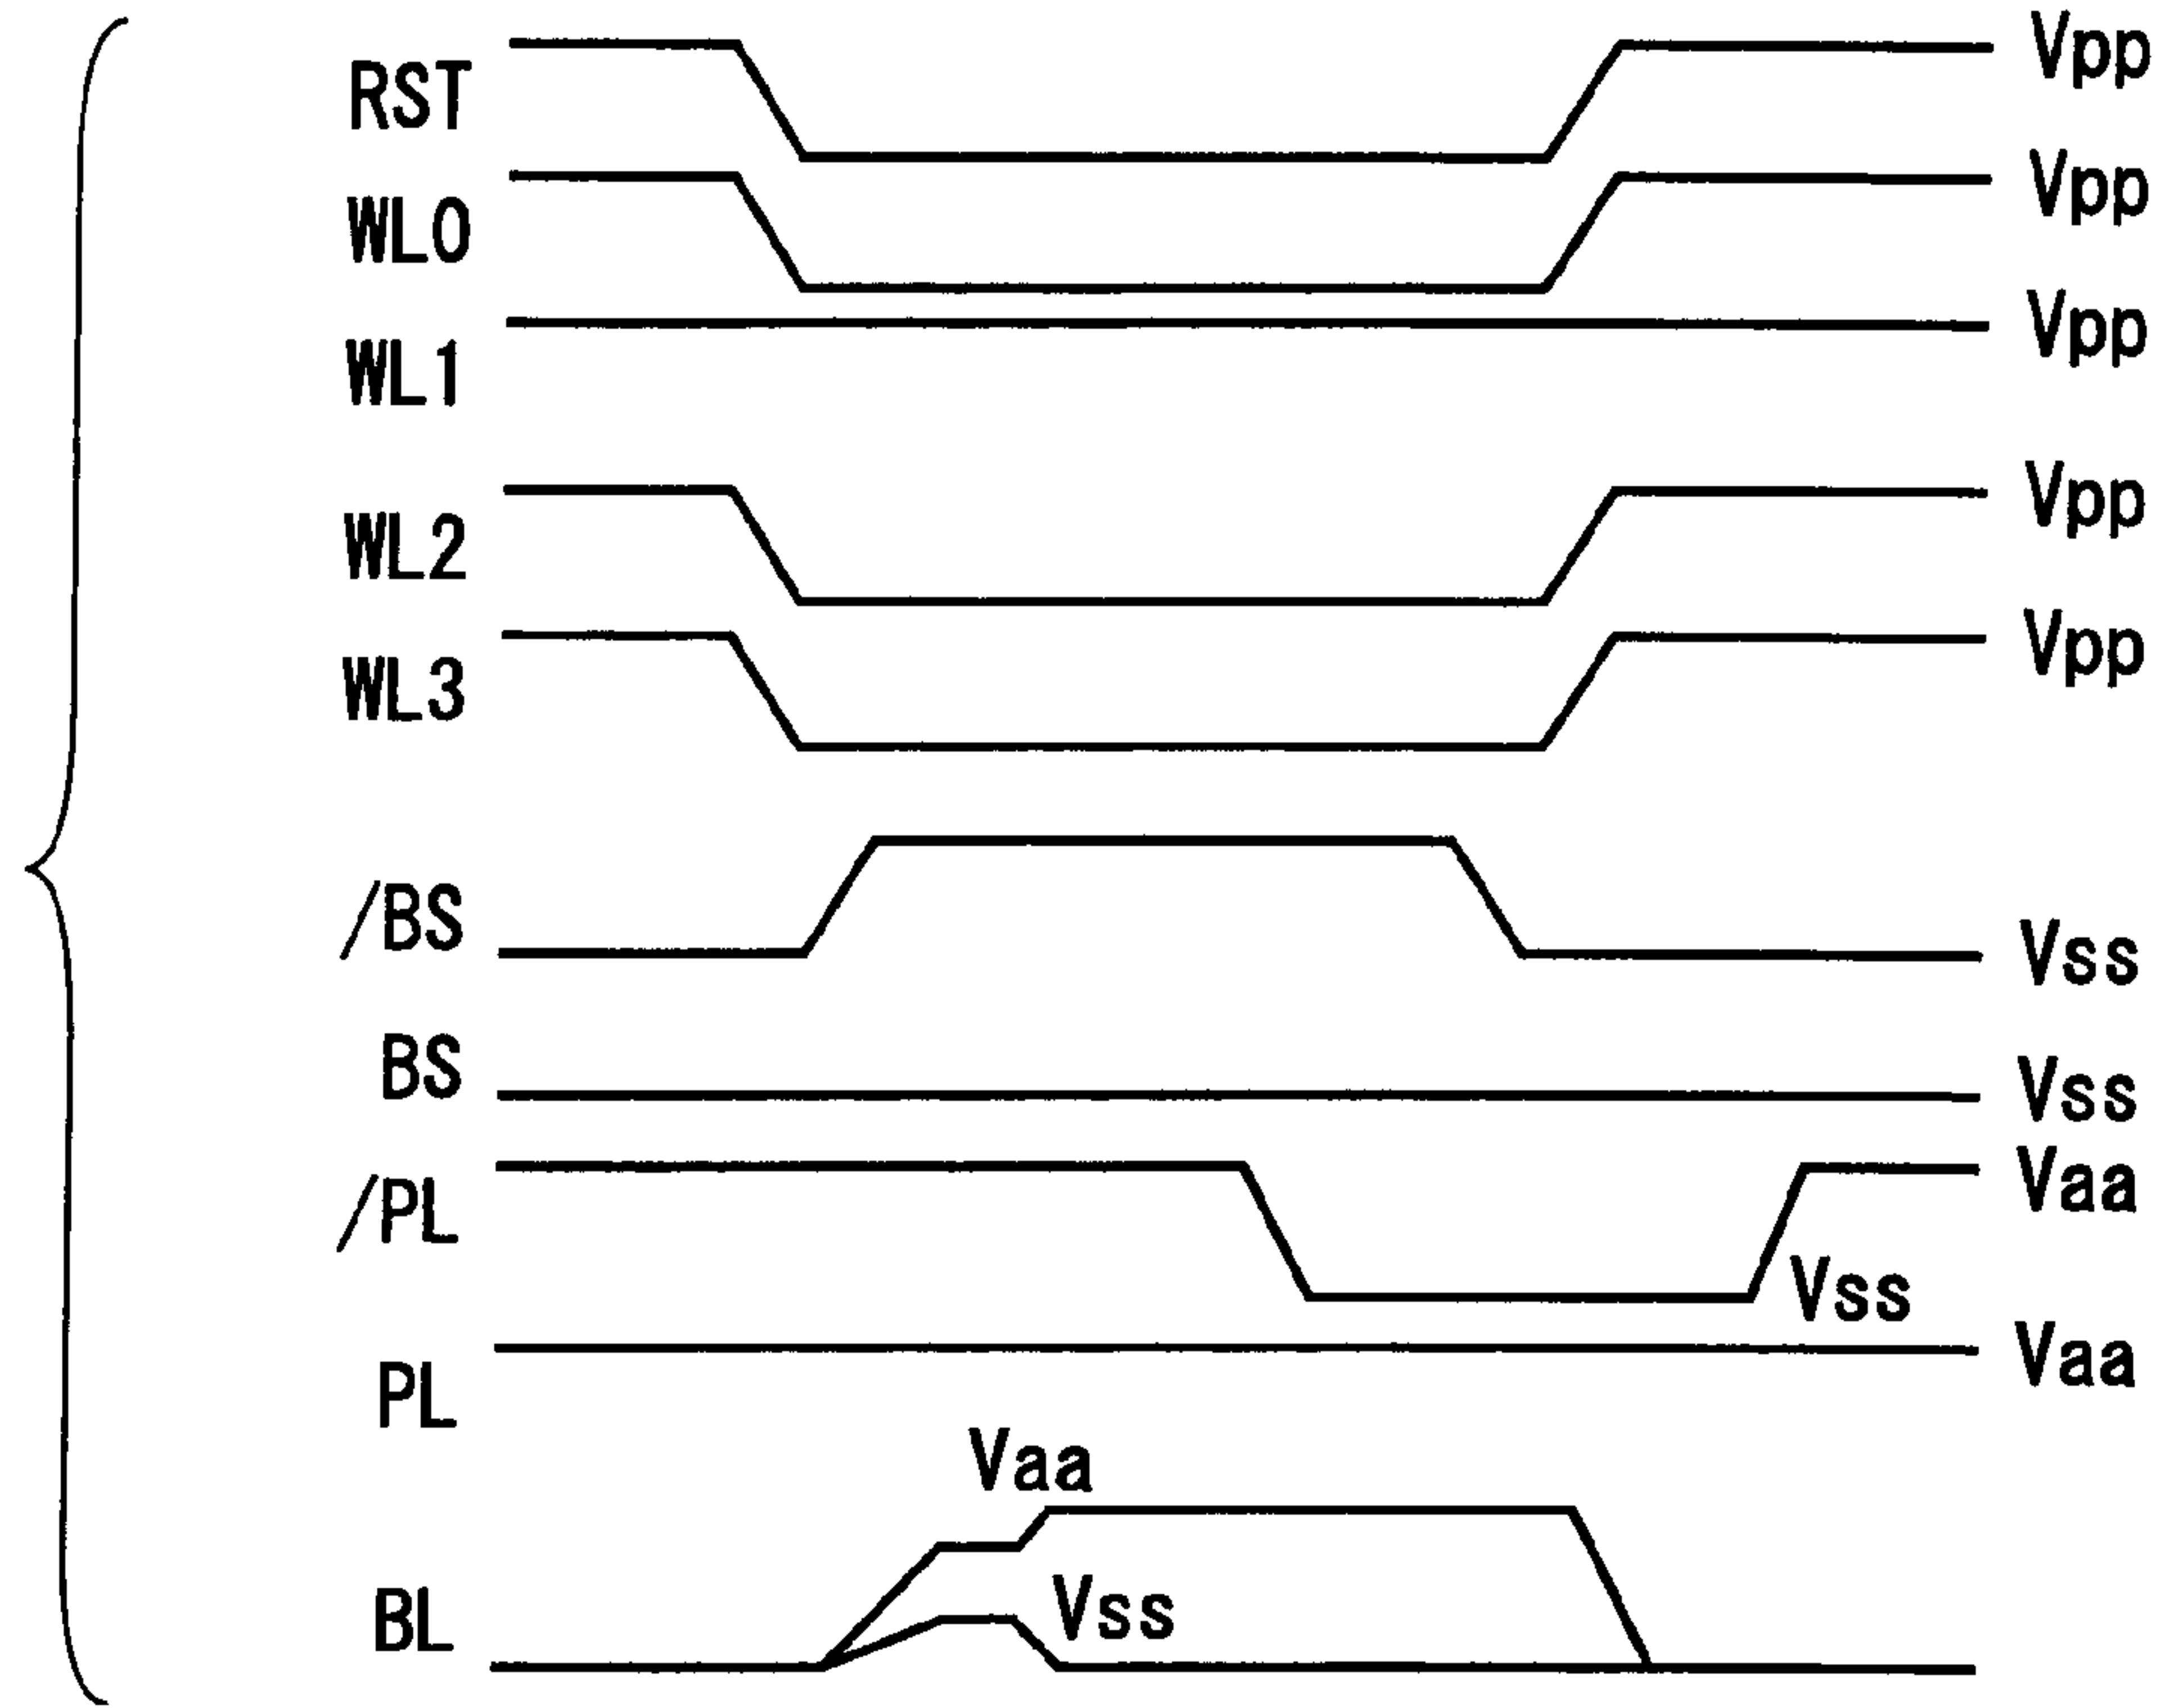 RST Vpp
WL0 Vpp
WL1 Vpp
WL2 Vpp
WL3 Vpp
/BS Vss
BS Vss
/PL Vaa
Vss
PL Vaa
Vaa
Vss
BL